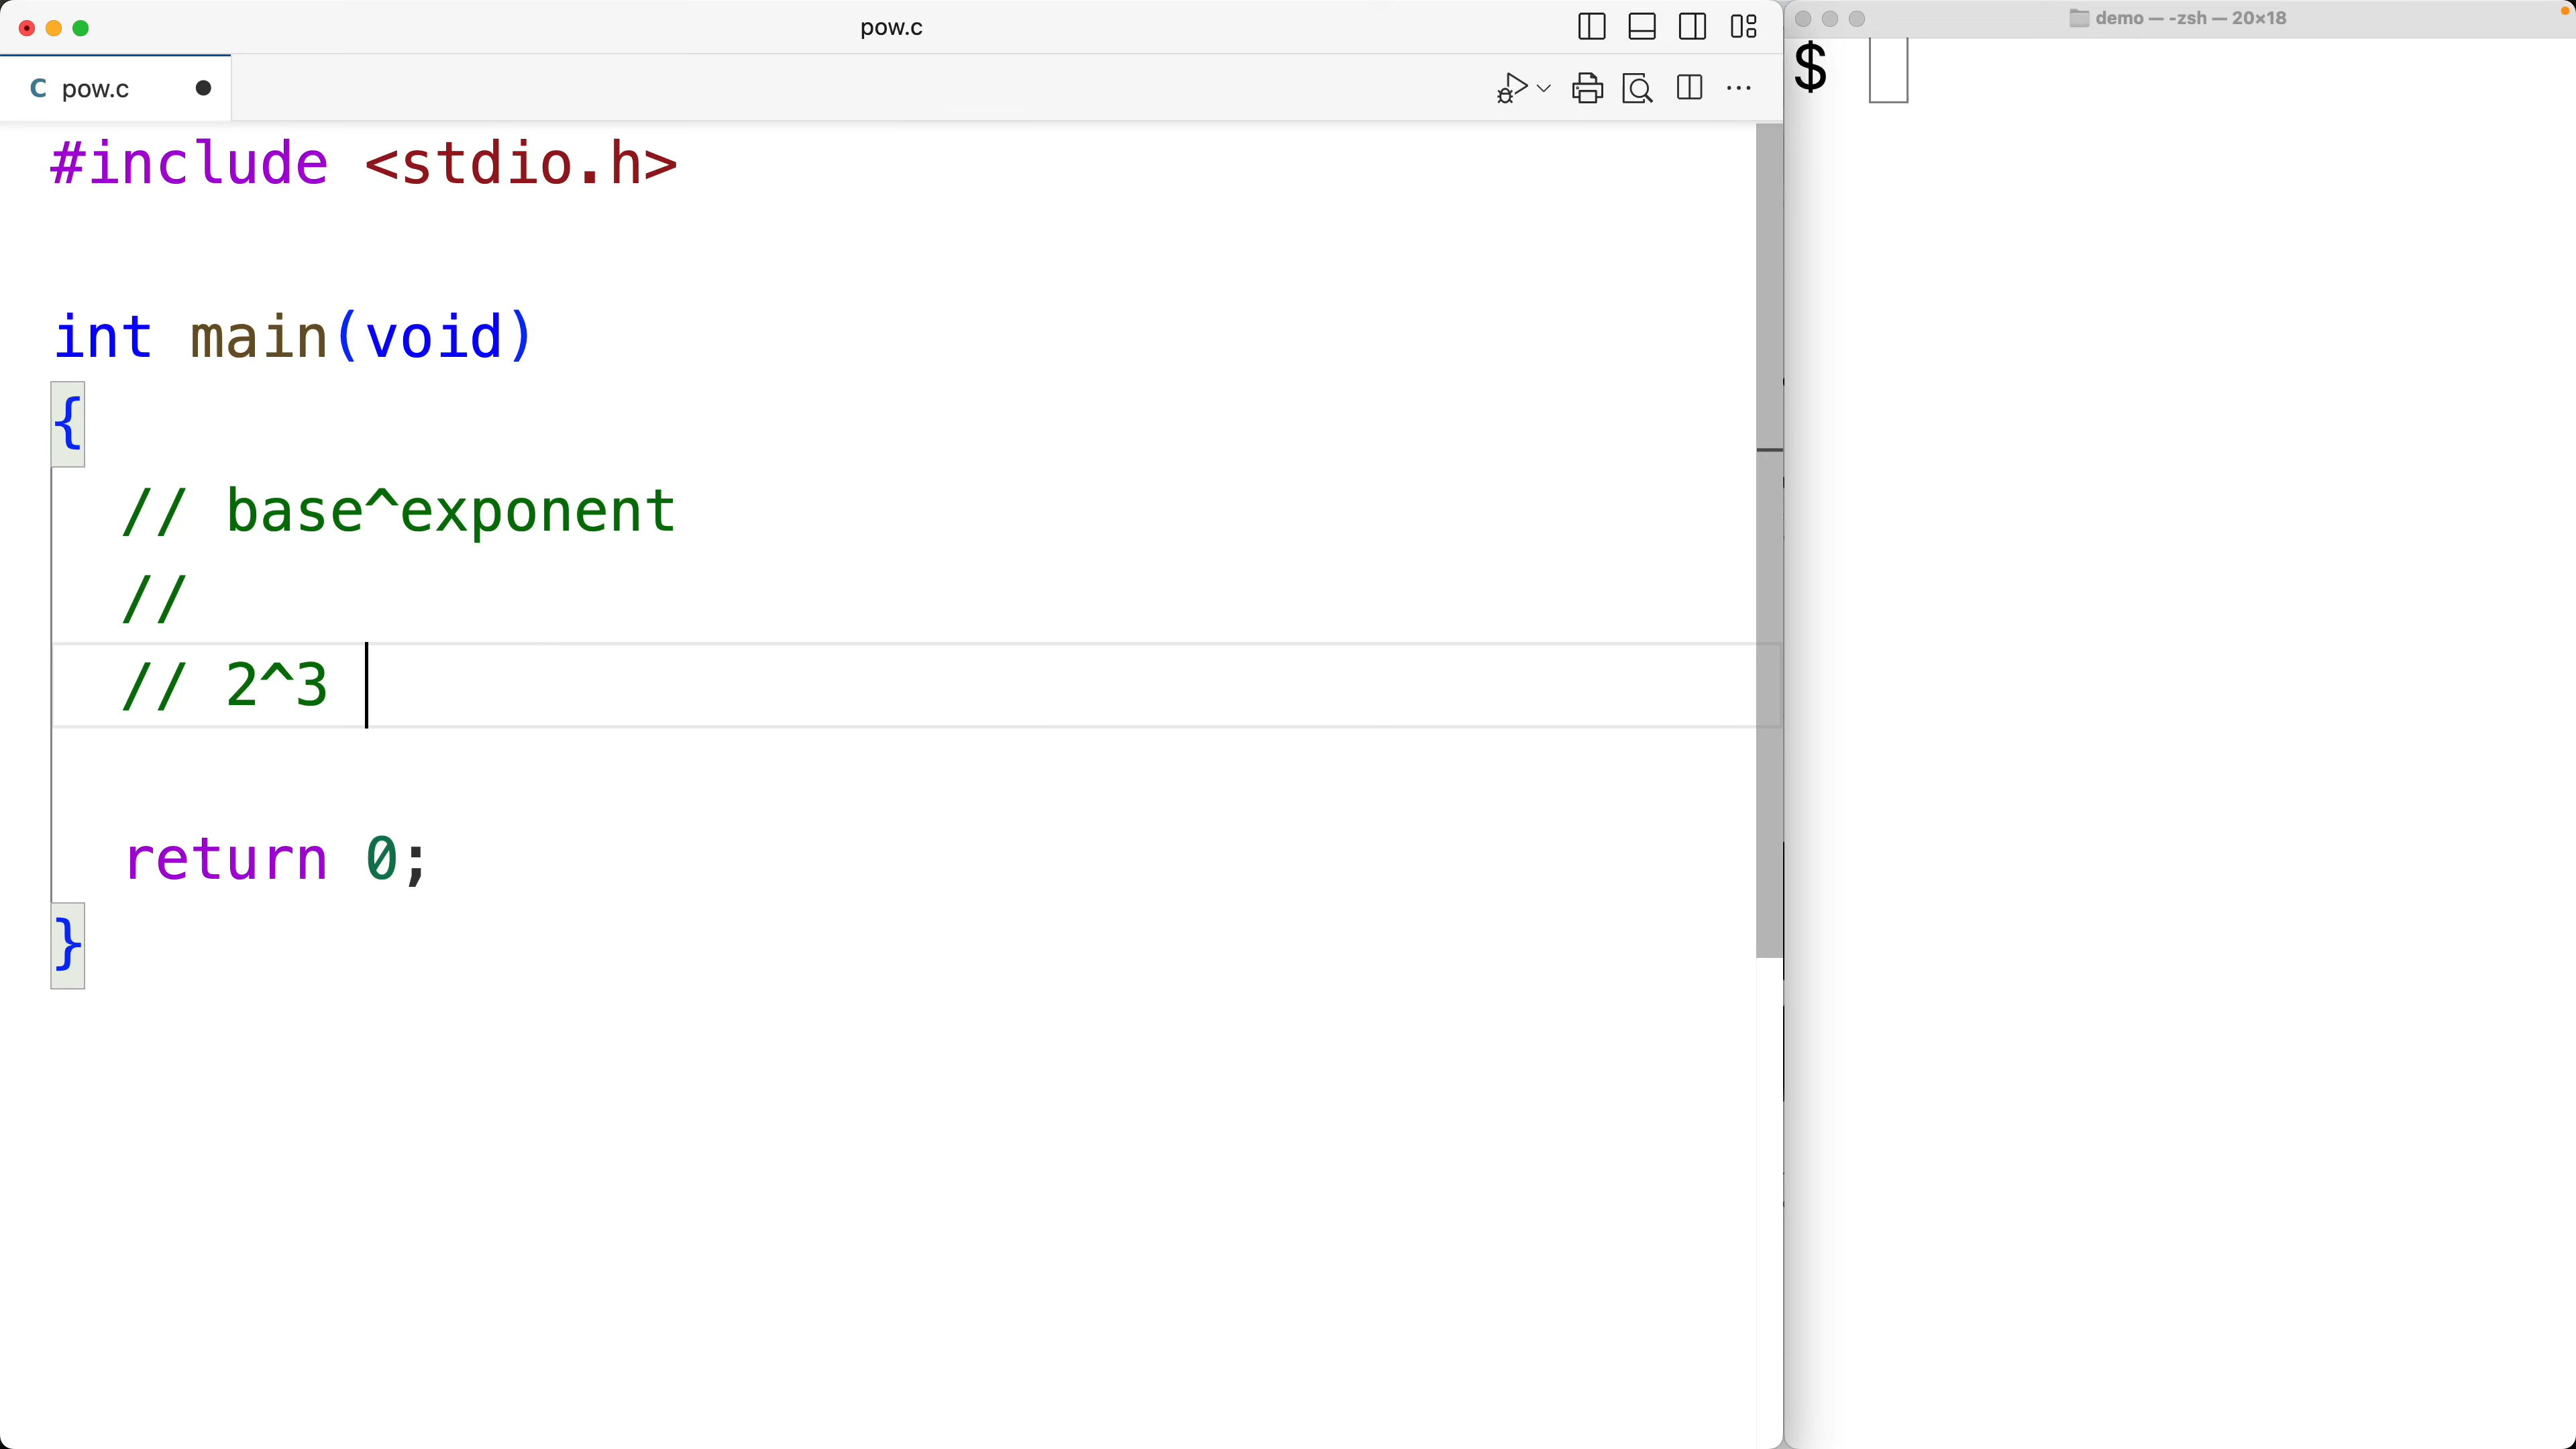 pow.c
demo — -zsh — 20×18
C pow.c
$
#include <stdio.h>
int main(void)
{
// base^exponent
//
// 2^3
return 0;
}